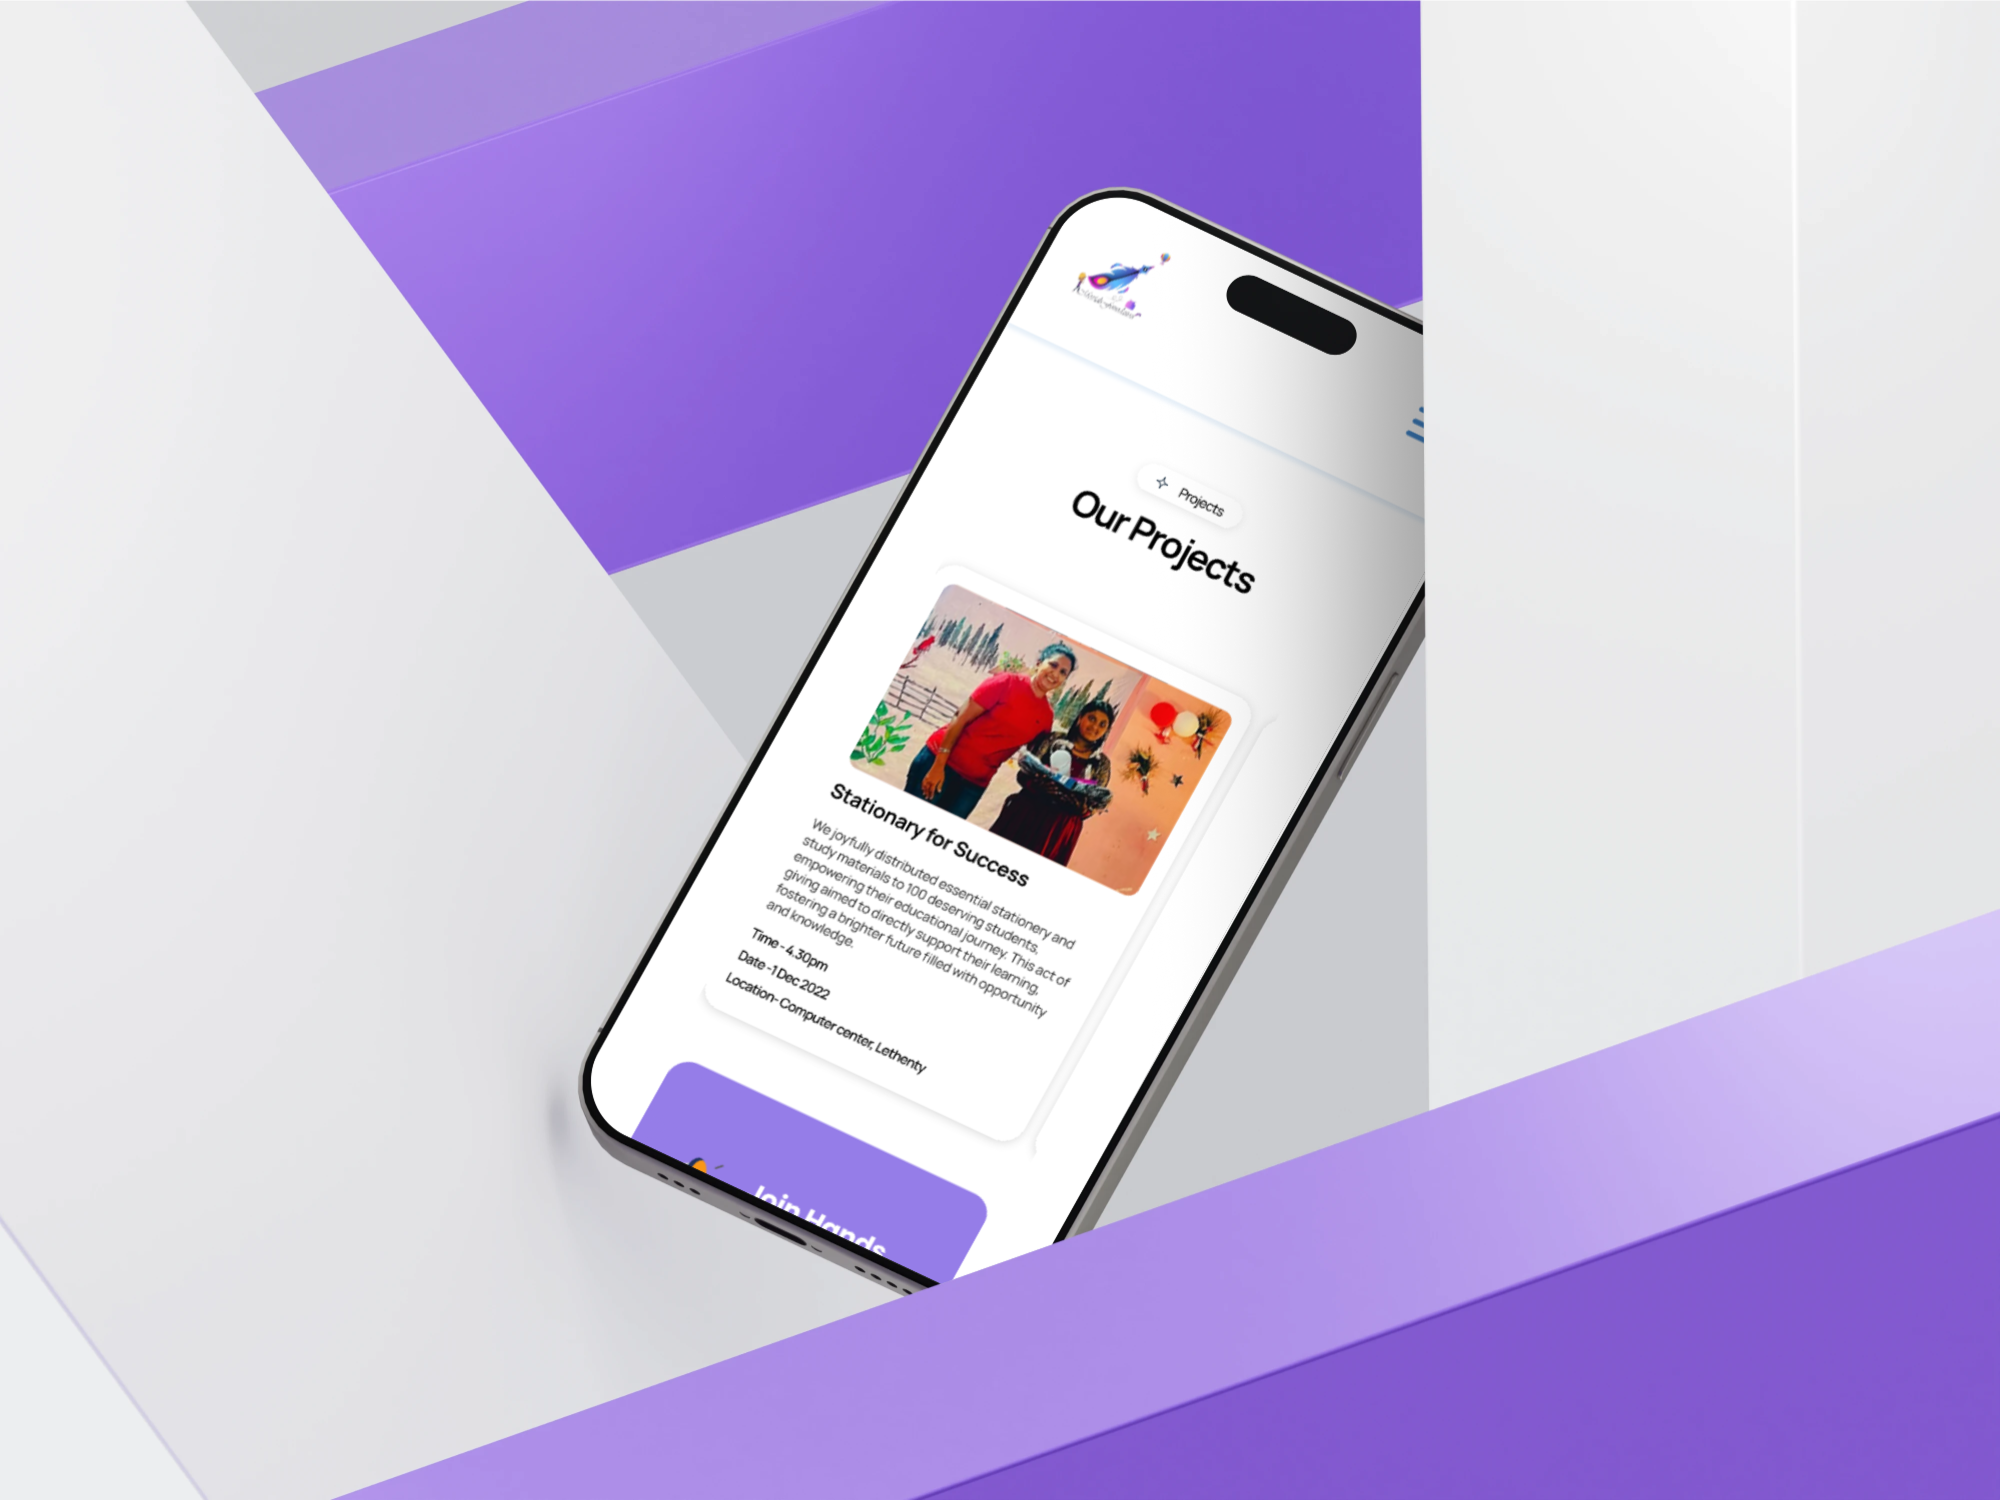 Projects
Our Projects
Stationary for Success
We joyfully distributed essential stationery and
study materials to 100 deserving students,
empowering their educational journey. This act of
giving aimed to directly support their learning,
fostering a brighter future filled with opportunity
and knowledge.
Time - 4.30pm
Date -1 Dec 2022
Location- Computer center, Lethenty
Join Hands